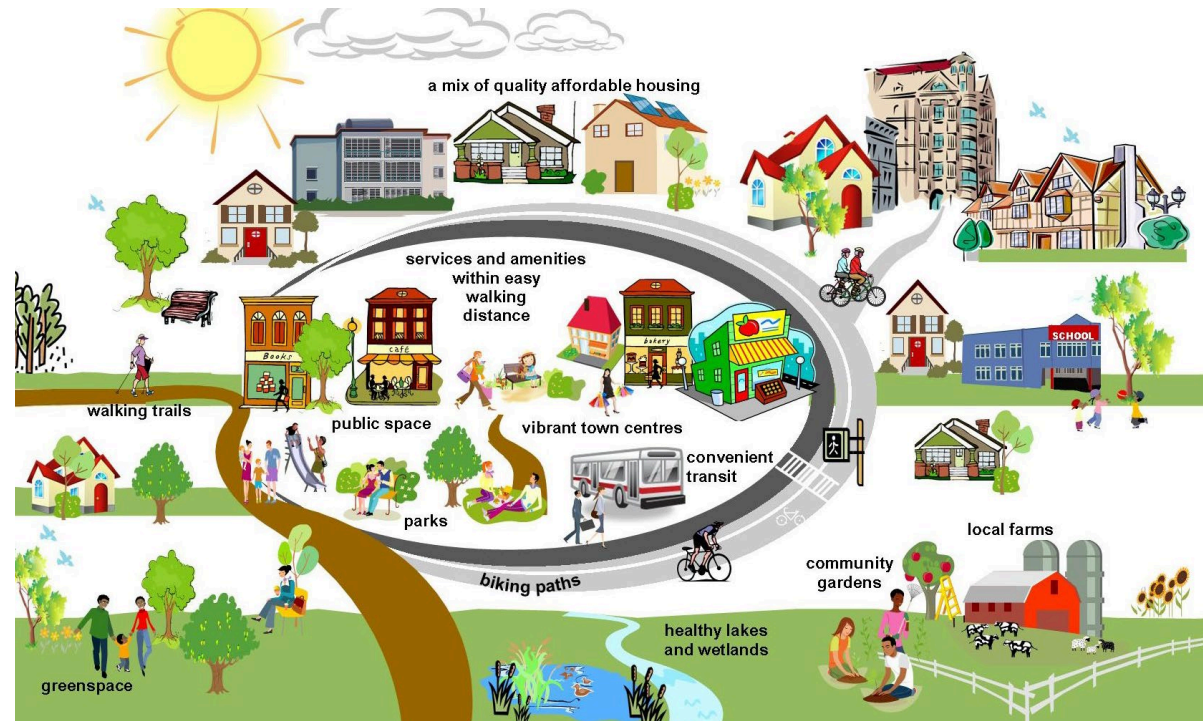 a mix of quality affordable housing
services and amenities
within easy
walking
distance
Books
café
bakery
SCHOOL
walking trails
public space
vibrant town centres
convenient
transit
parks
biking paths
local farms
community
gardens
healthy lakes
and wetlands
greenspace